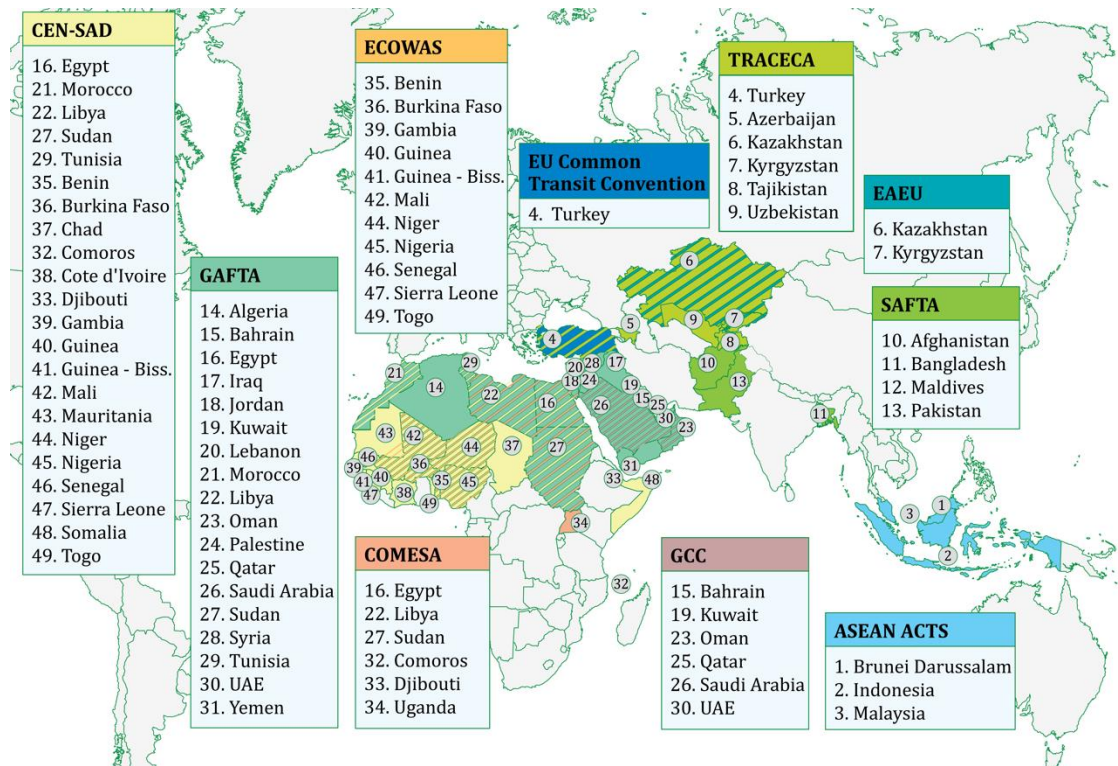 CEN-SAD
16. Egypt
21. Morocco
22. Libya
27. Sudan
29. Tunisia
35. Benin
36. Burkina Faso
37. Chad
32. Comoros
38. Cote d'Ivoire
33. Djibouti
39. Gambia
40. Guinea
41. Guinea - Biss.
42. Mali
43. Mauritania
44. Niger
45. Nigeria
46. Senegal
47. Sierra Leone
48. Somalia
49. Togo
GAFTA
14. Algeria
15. Bahrain
16. Egypt
17. Iraq
18. Jordan
19. Kuwait
20. Lebanon
21. Morocco
22. Libya
23. Oman
24. Palestine
25. Qatar
26. Saudi Arabia
27. Sudan
28. Syria
29. Tunisia
30. UAE
31. Yemen
ECOWAS
35. Benin
36. Burkina Faso
39. Gambia
40. Guinea
41. Guinea - Biss.
42. Mali
44. Niger
45. Nigeria
46. Senegal
47. Sierra Leone
49. Togo
EU Common
Transit Convention
4. Turkey
TRACECA
4. Turkey
5. Azerbaijan
6. Kazakhstan
7. Kyrgyzstan
8. Tajikistan
9. Uzbekistan
EAEU
6. Kazakhstan
7. Kyrgyzstan
SAFTA
10. Afghanistan
11. Bangladesh
12. Maldives
13. Pakistan
COMESA
16. Egypt
22. Libya
27. Sudan
32. Comoros
33. Djibouti
34. Uganda
GCC
15. Bahrain
19. Kuwait
23. Oman
25. Qatar
26. Saudi Arabia
30. UAE
ASEAN ACTS
1. Brunei Darussalam
2. Indonesia
3. Malaysia
6
5
9
7
8
4
10
13
11
21
14
29
22
20
28
17
18
24
16
19
15
26
25
30
23
27
31
33
48
43
42
44
37
46
39
36
41
40
35
45
47
38
49
34
32
3
1
2